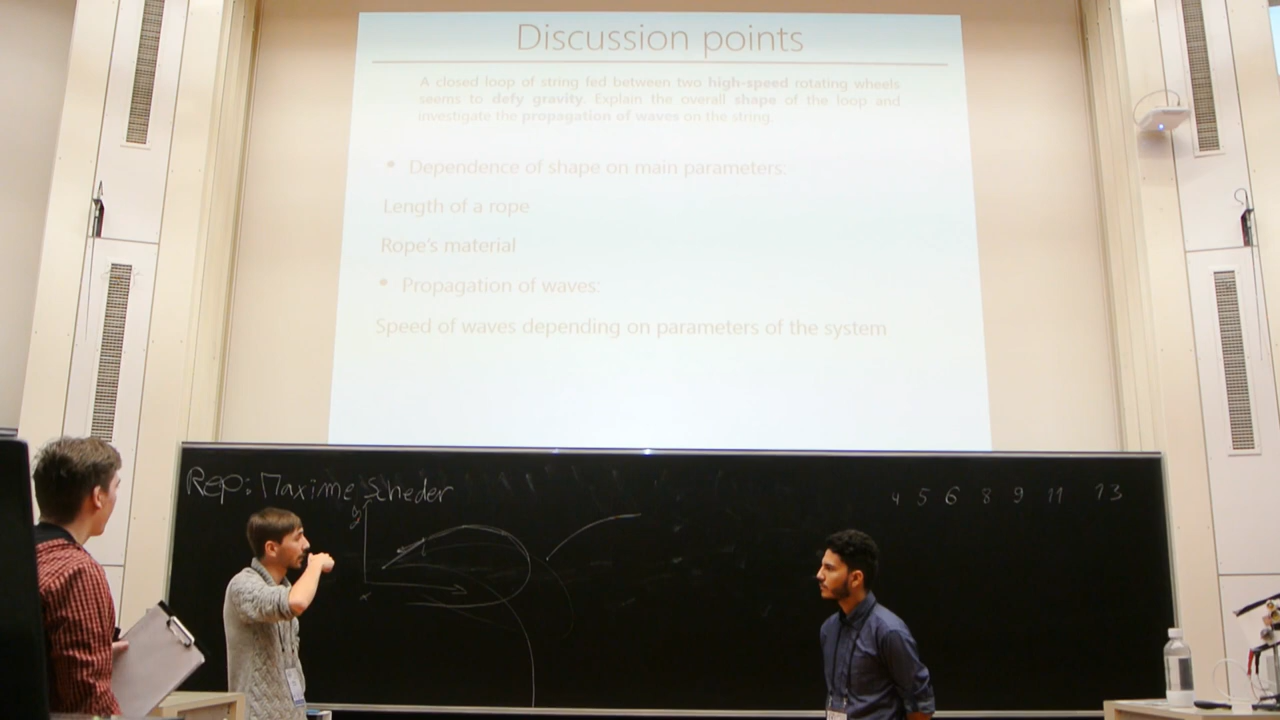 Discussion points
A closed loop of string fed between two high-speed rotating wheels
seems to defy gravity. Explain the overall shape of the loop and
investigate the propagation of waves on the string.
• Dependence of shape on main parameters:
Length of a rope
Rope's material
• Propagation of waves:
Speed of waves depending on parameters of the system
Rep: Maxime Scheder
4 5 6 8 9 11 13
y
x